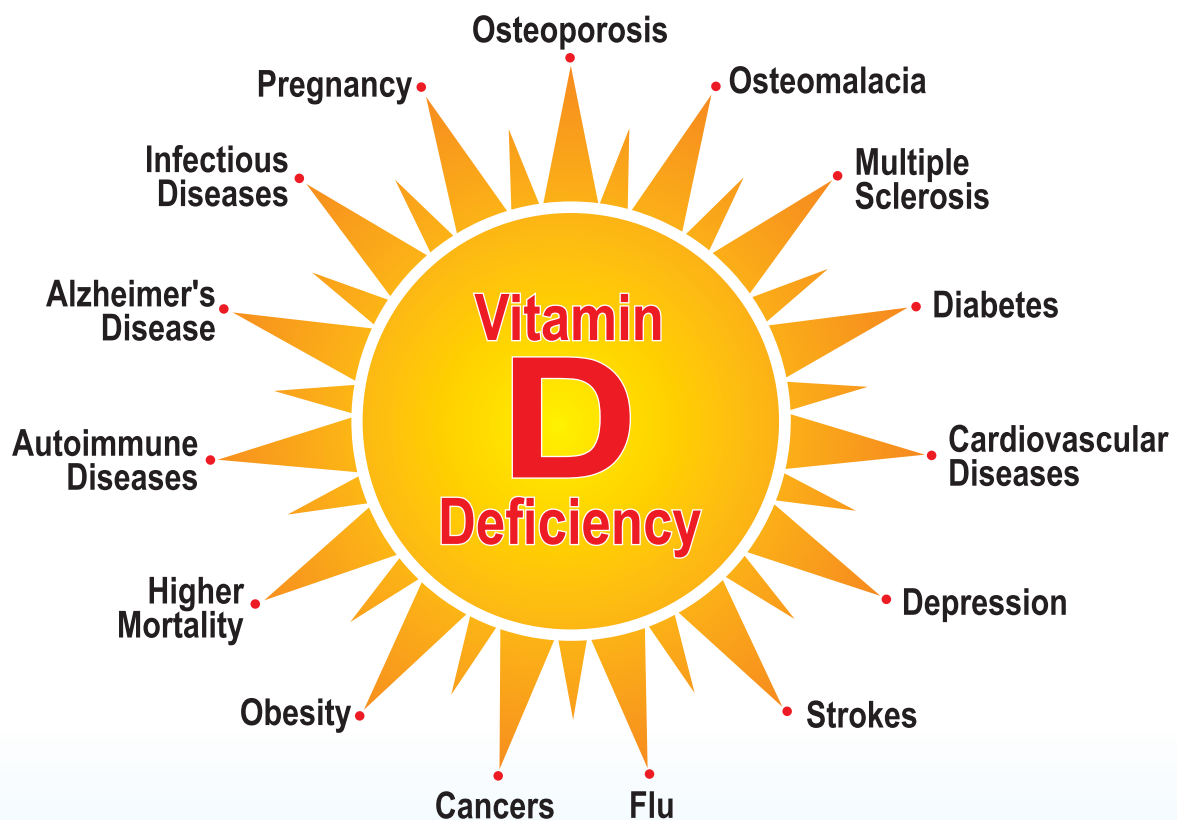 Osteoporosis
Pregnancy
Osteomalacia
Infectious
Diseases
Multiple
Sclerosis
Alzheimer's
Disease
Diabetes
Vitamin
D
Deficiency
Autoimmune
Diseases
Cardiovascular
Diseases
Higher
Mortality
Depression
Obesity
Strokes
Cancers
Flu